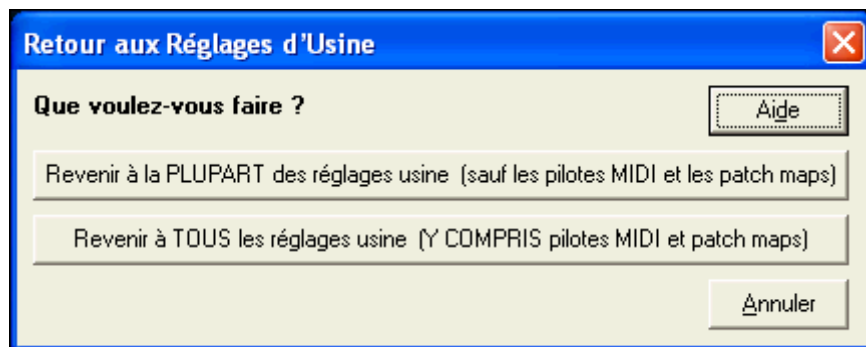 Retour aux Réglages d'Usine
Que voulez-vous faire ?
Aide
Revenir à la PLUPART des réglages usine (sauf les pilotes MIDI et les patch maps)
Revenir à TOUS les réglages usine (Y COMPRIS pilotes MIDI et patch maps)
Annuler